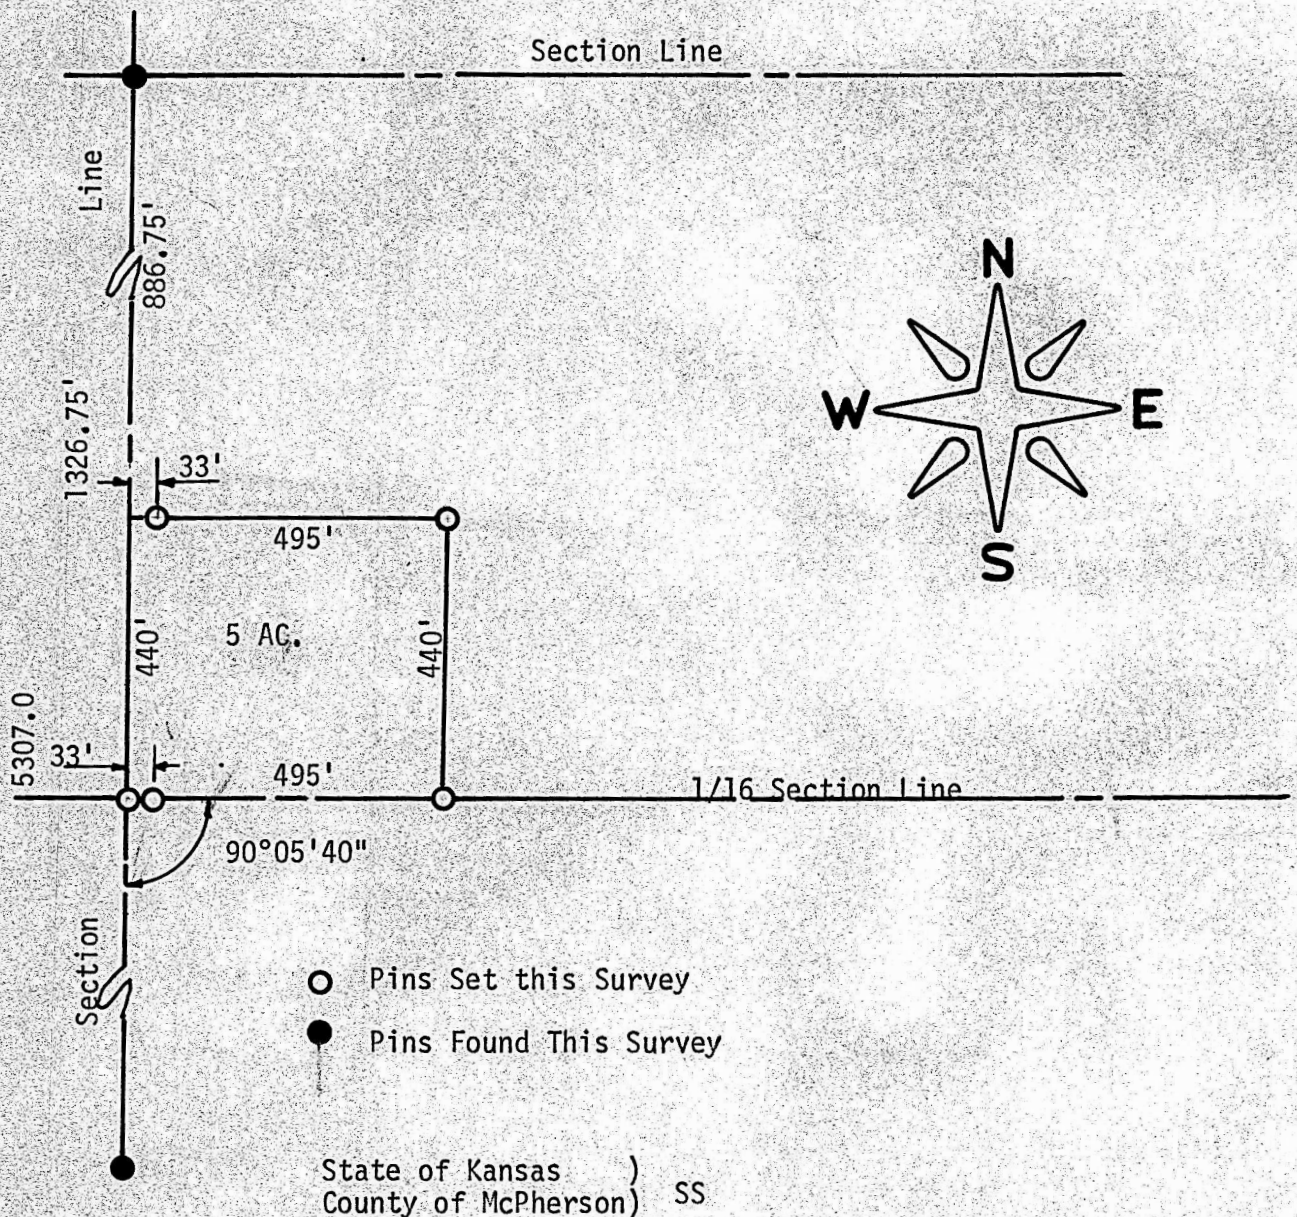 Section Line
Line
886.75'
N
W
E
S
1326.75'
33'
495'
440'
5 AC.
440'
5307.0
33'
495'
1/16 Section Line
90°05'40"
Section
Pins Set this Survey
Pins Found This Survey
State of Kansas )
County of McPherson) SS